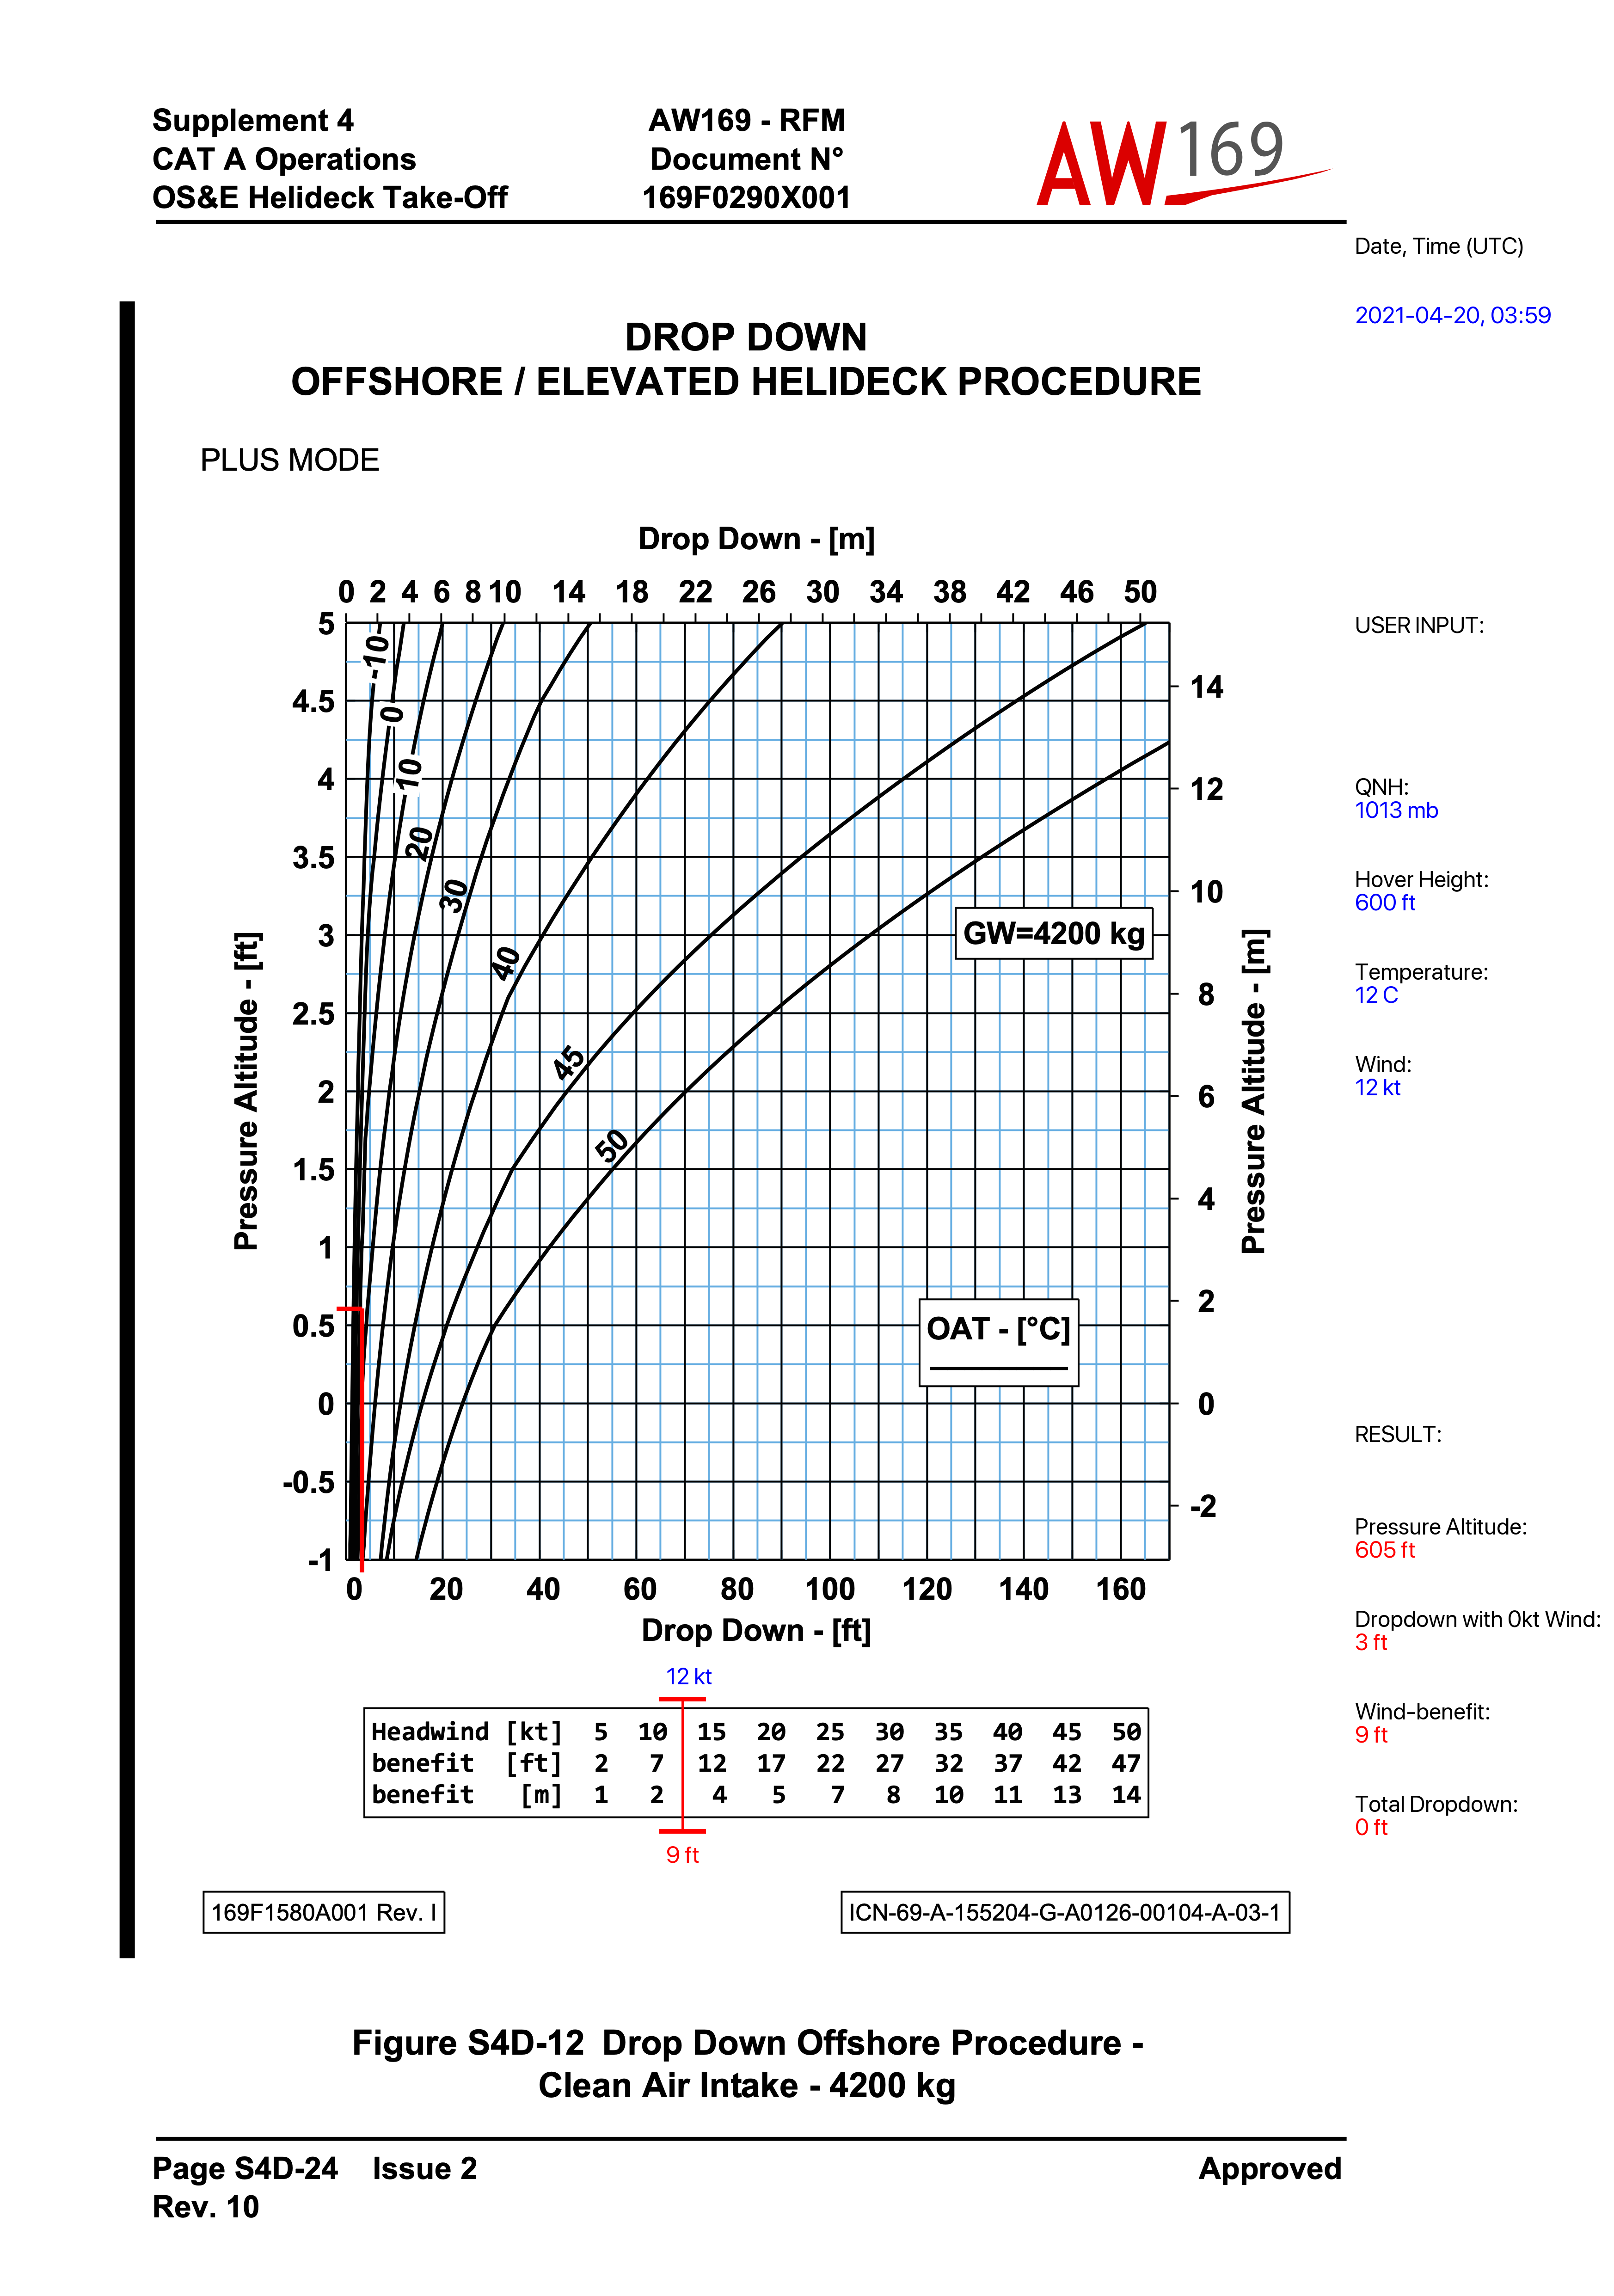 Supplement 4
CAT A Operations
OS&E Helideck Take-Off
AW169 - RFM
Document N°
169F0290X001
AW169
Date, Time (UTC)
2021-04-20, 03:59
DROP DOWN
OFFSHORE / ELEVATED HELIDECK PROCEDURE
PLUS MODE
Drop Down - [m]
0 2 4 6 8 10 14 18 22 26 30 34 38 42 46 50
5
4.5
4
3.5
3
2.5
2
1.5
1
0.5
0
-0.5
-1
Pressure Altitude - [ft]
-10
0
10
20
30
40
45
50
GW=4200 kg
OAT - [°C]
14
12
10
8
6
4
2
0
-2
Pressure Altitude - [m]
0 20 40 60 80 100 120 140 160
Drop Down - [ft]
12 kt
Headwind [kt] 5 10 15 20 25 30 35 40 45 50
benefit [ft] 2 7 12 17 22 27 32 37 42 47
benefit [m] 1 2 4 5 7 8 10 11 13 14
9 ft
USER INPUT:
QNH:
1013 mb
Hover Height:
600 ft
Temperature:
12 C
Wind:
12 kt
RESULT:
Pressure Altitude:
605 ft
Dropdown with 0kt Wind:
3 ft
Wind-benefit:
9 ft
Total Dropdown:
0 ft
169F1580A001 Rev. I
ICN-69-A-155204-G-A0126-00104-A-03-1
Figure S4D-12 Drop Down Offshore Procedure -
Clean Air Intake - 4200 kg
Page S4D-24 Issue 2
Rev. 10
Approved